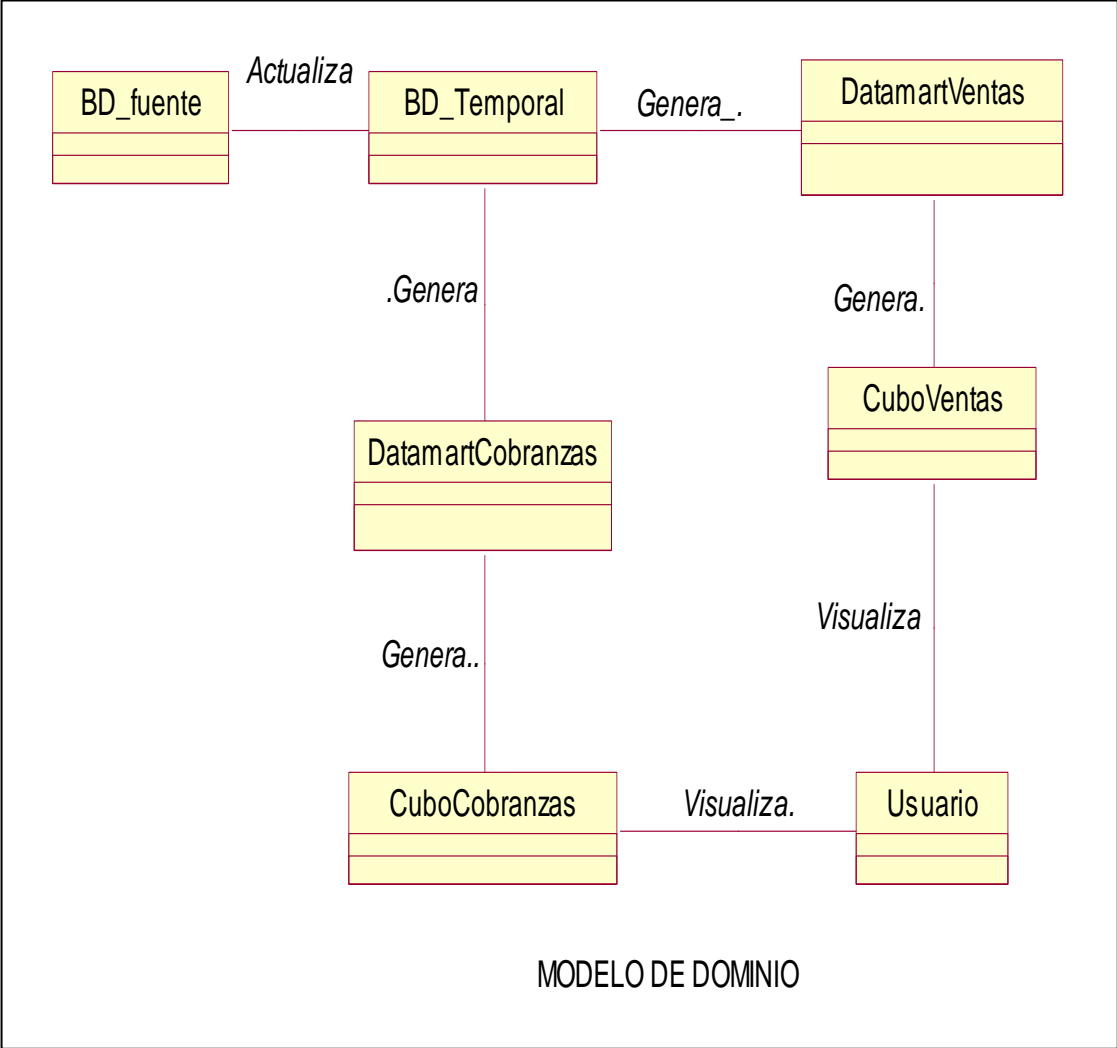 Actualiza
BD_fuente
BD_Temporal
Genera_.
DatamartVentas
.Genera
Genera.
CuboVentas
DatamartCobranzas
Visualiza
Genera..
CuboCobranzas
Visualiza.
Usuario
MODELO DE DOMINIO